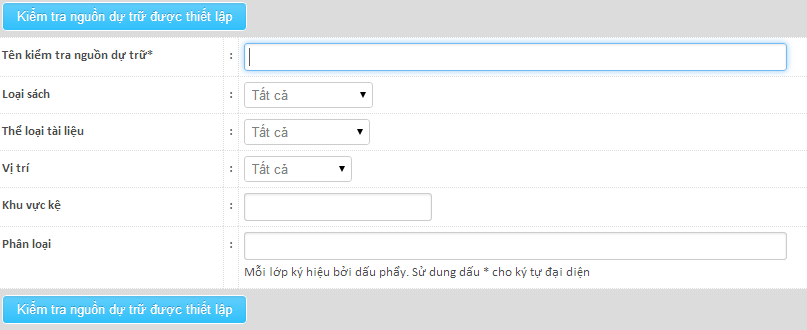 Kiểm tra nguồn dự trữ được thiết lập
Tên kiểm tra nguồn dự trữ* :
Loại sách : Tất cả
Thể loại tài liệu : Tất cả
Vị trí : Tất cả
Khu vực kệ :
Phân loại :
Mỗi lớp ký hiệu bởi dấu phẩy. Sử dung dấu * cho ký tự đại diện
Kiểm tra nguồn dự trữ được thiết lập